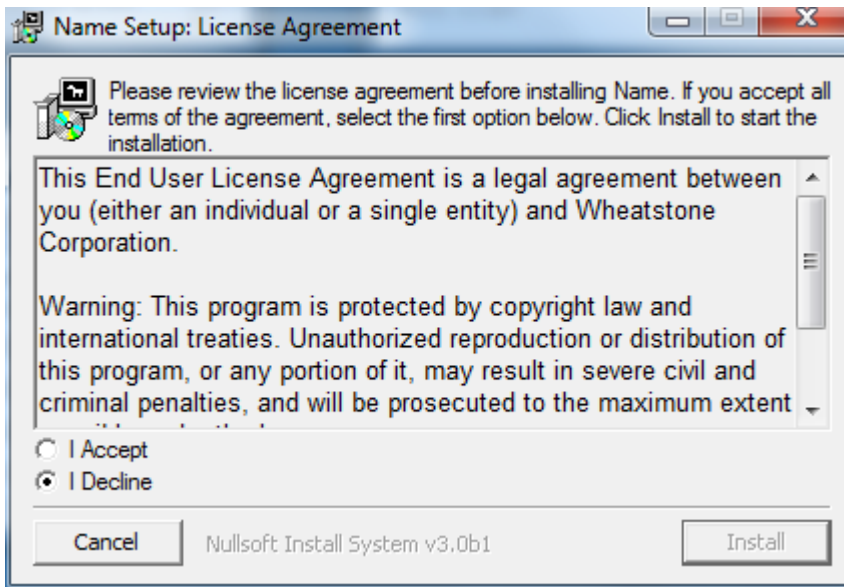 Name Setup: License Agreement
Please review the license agreement before installing Name. If you accept all
terms of the agreement, select the first option below. Click Install to start the
installation.
This End User License Agreement is a legal agreement between
you (either an individual or a single entity) and Wheatstone
Corporation.
Warning: This program is protected by copyright law and
international treaties. Unauthorized reproduction or distribution of
this program, or any portion of it, may result in severe civil and
criminal penalties, and will be prosecuted to the maximum extent
I Accept
I Decline
Cancel
Nullsoft Install System v3.0b1
Install